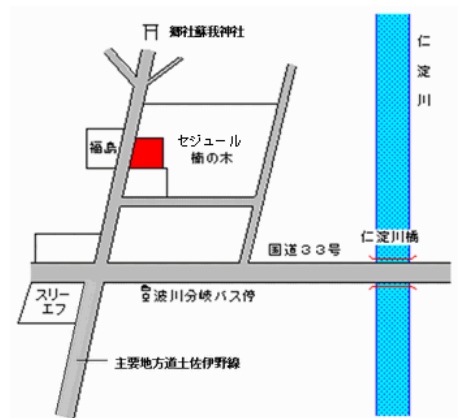 郷社蘇我神社
仁淀川
福島
セジュール
楠の木
仁淀川橋
国道33号
スリー
エフ
波川分岐バス停
主要地方道土佐伊野線